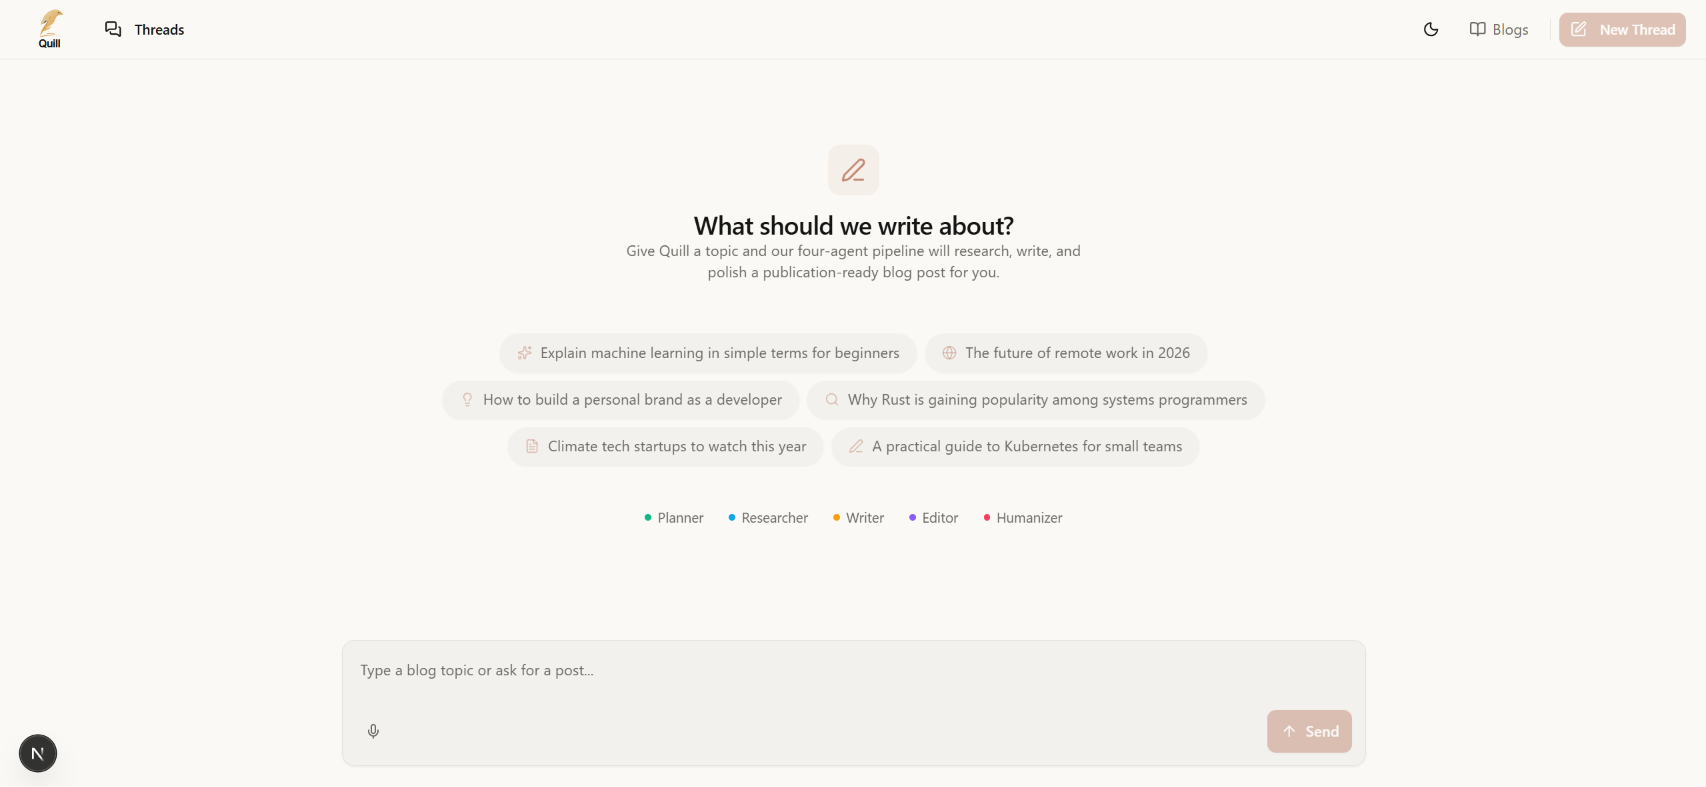 Quill
Threads
Blogs
New Thread
What should we write about?
Give Quill a topic and our four-agent pipeline will research, write, and
polish a publication-ready blog post for you.
Explain machine learning in simple terms for beginners
The future of remote work in 2026
How to build a personal brand as a developer
Why Rust is gaining popularity among systems programmers
Climate tech startups to watch this year
A practical guide to Kubernetes for small teams
Planner
Researcher
Writer
Editor
Humanizer
Type a blog topic or ask for a post...
Send
N